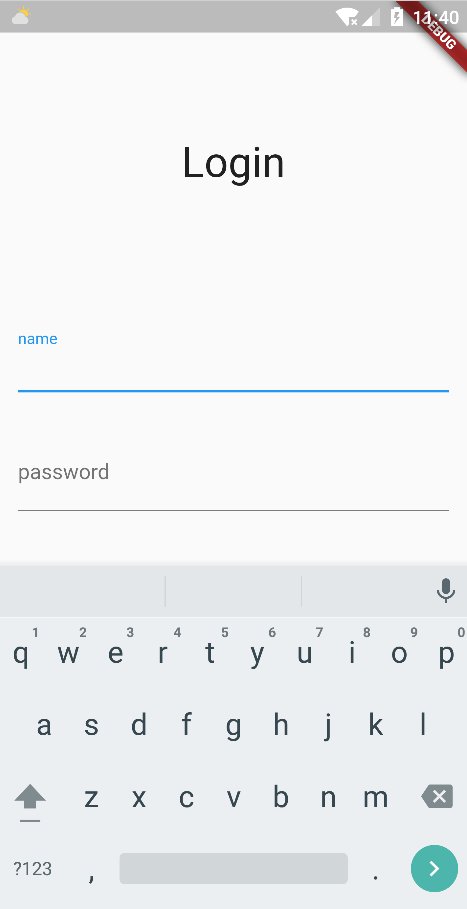 11:40
DEBUG
Login
name
password
1 2 3 4 5 6 7 8 9 0
q w e r t y u i o p
a s d f g h j k l
z x c v b n m
?123 , .